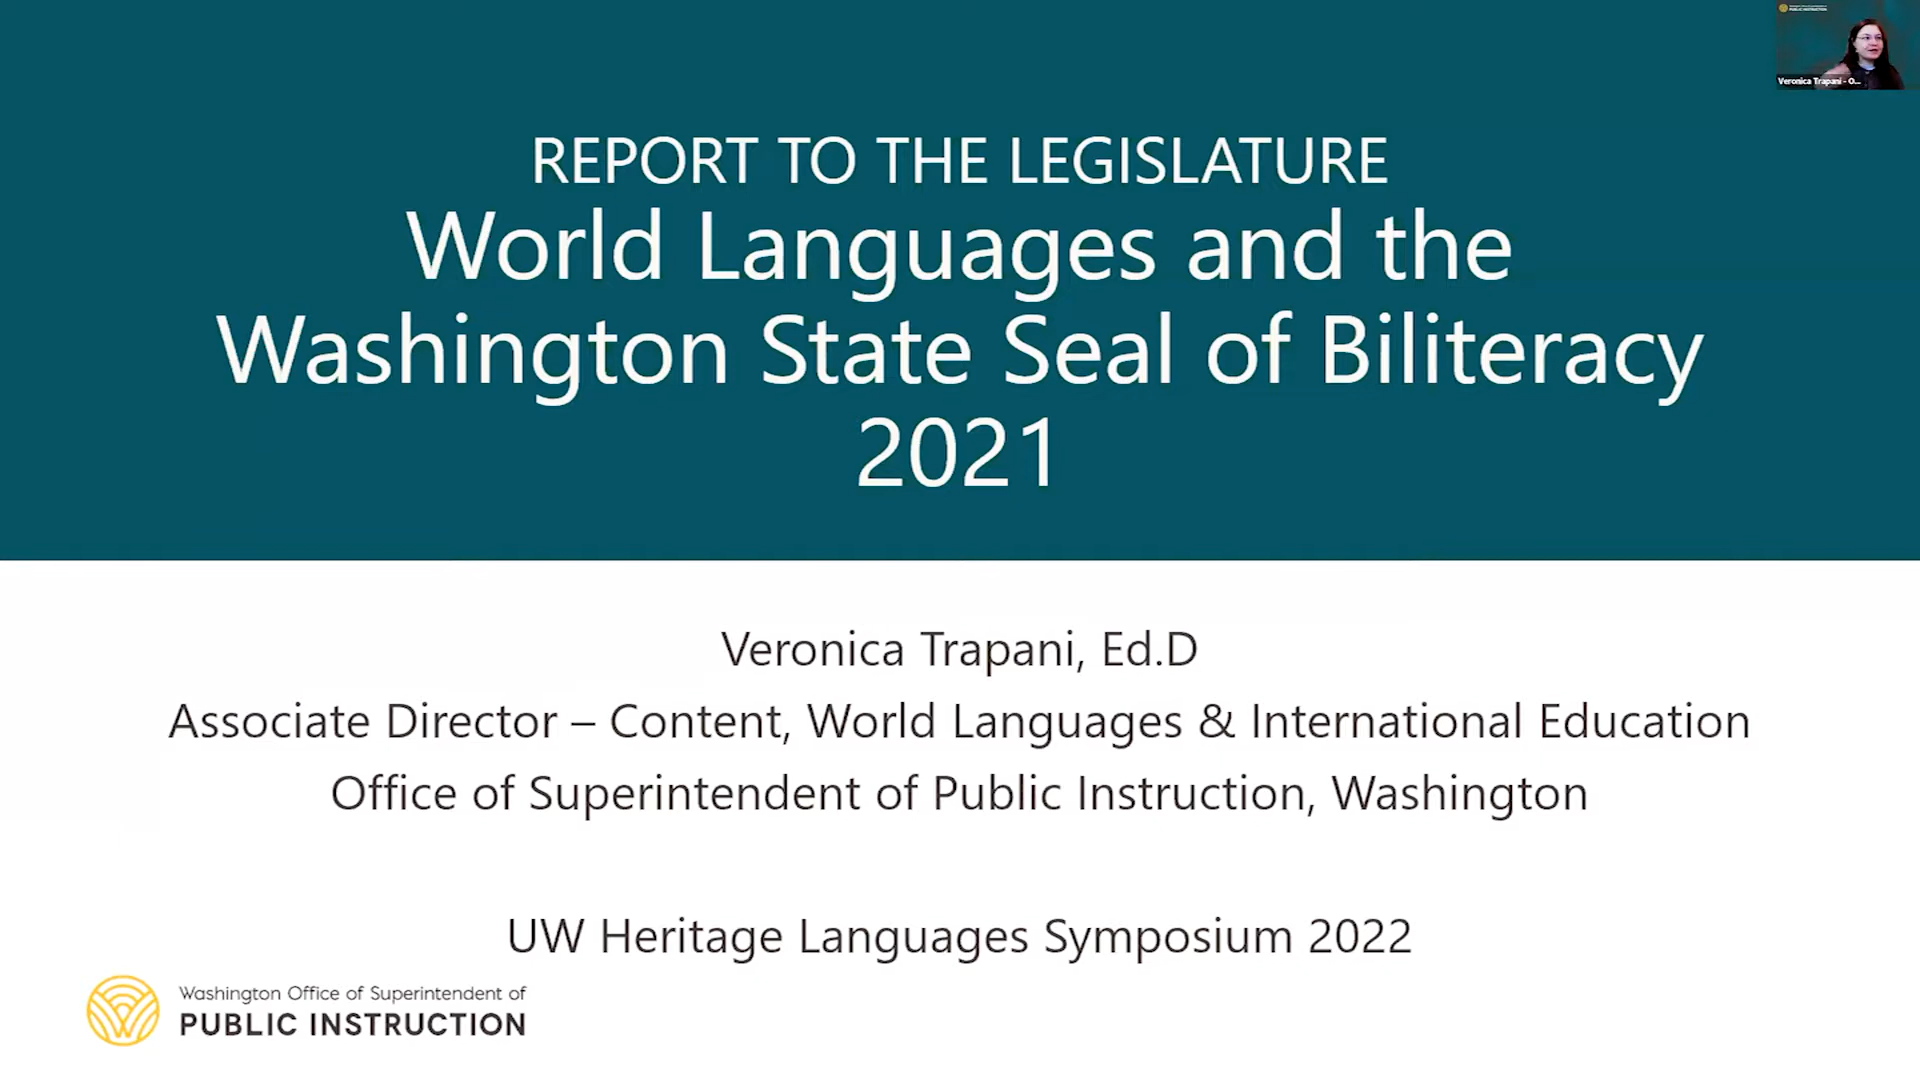 REPORT TO THE LEGISLATURE
World Languages and the
Washington State Seal of Biliteracy
2021
Veronica Trapani - O...
Veronica Trapani, Ed.D
Associate Director – Content, World Languages & International Education
Office of Superintendent of Public Instruction, Washington
UW Heritage Languages Symposium 2022
Washington Office of Superintendent of
PUBLIC INSTRUCTION